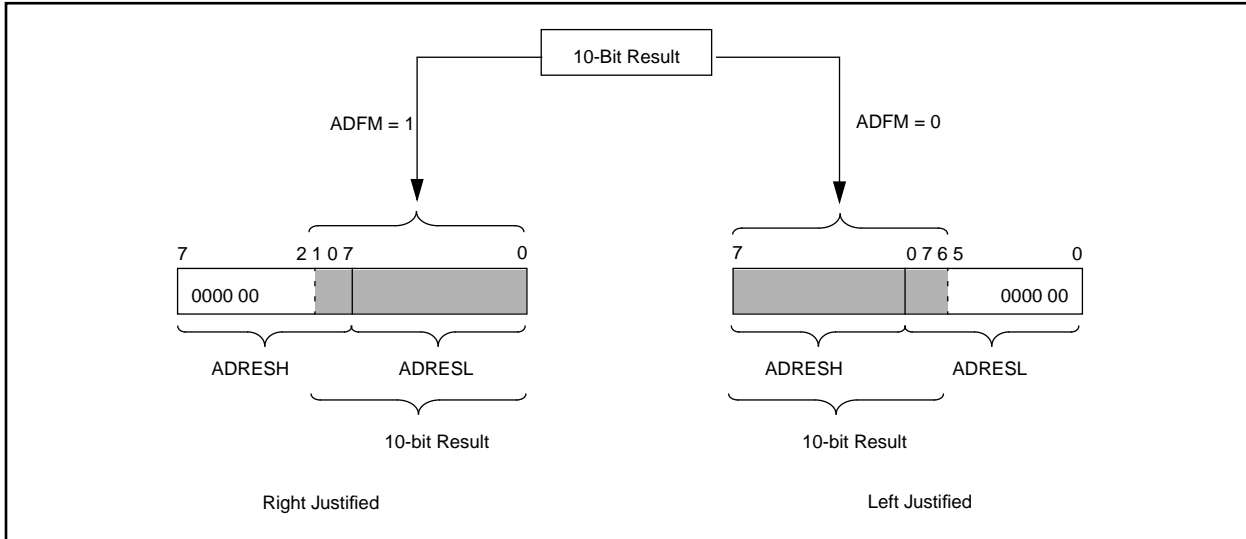 10-Bit Result
ADFM = 1
ADFM = 0
7 2 1 0 7 0
7 0 7 6 5 0
0000 00
0000 00
ADRESH ADRESL
ADRESH ADRESL
10-bit Result
10-bit Result
Right Justified
Left Justified